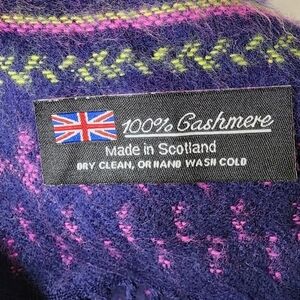 100% Cashmere
Made in Scotland
DRY CLEAN, OR HAND WASH COLD